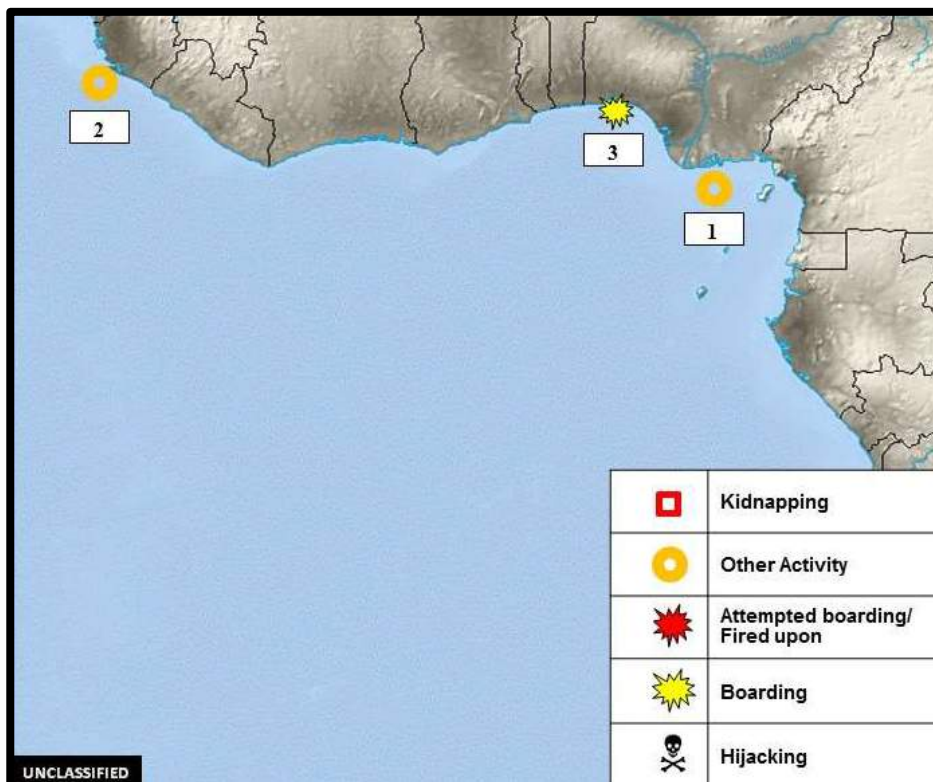 2
3
1
Kidnapping
Other Activity
Attempted boarding/
Fired upon
Boarding
Hijacking
UNCLASSIFIED